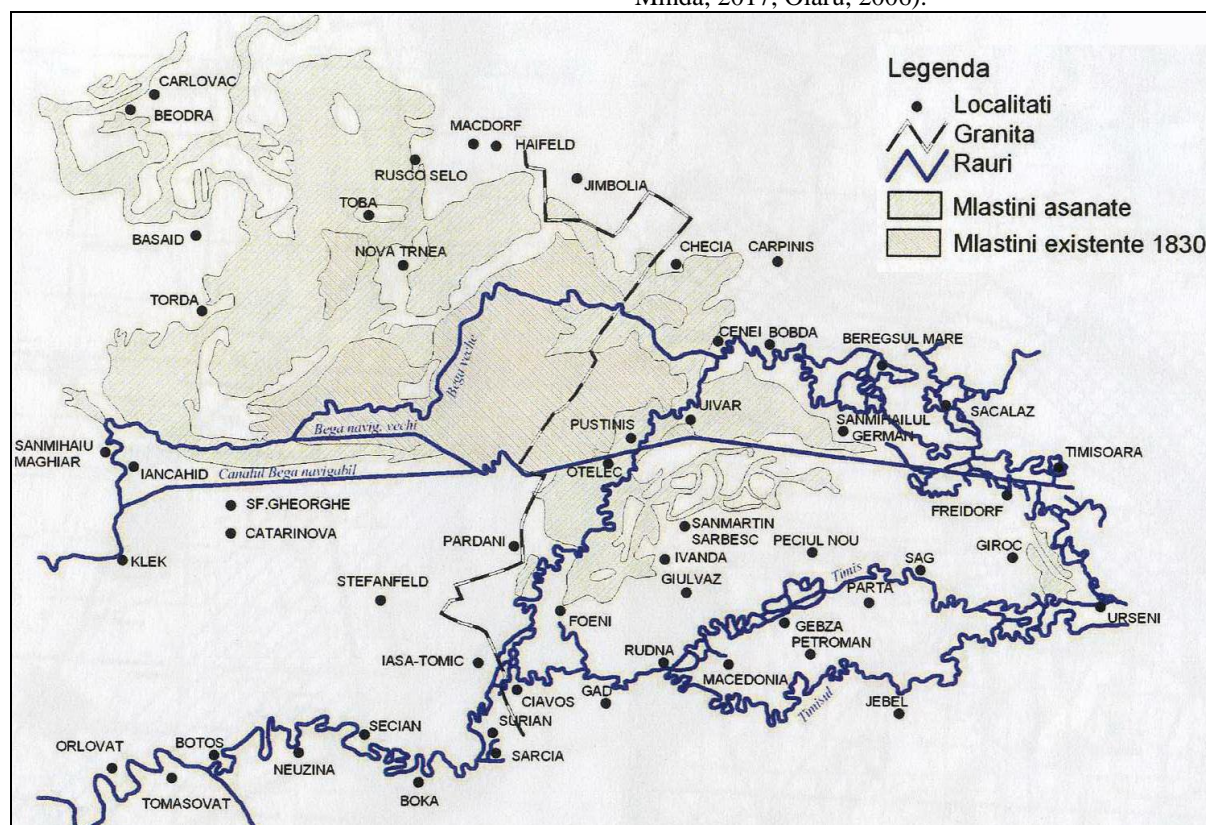 Minda, 2017; Olaru, 2006).
Legenda
Localitati
Granita
Rauri
Mlastini asanate
Mlastini existente 1830
CARLOVAC
BEODRA
MACDORF
HAIFELD
RUSCO SELO
JIMBOLIA
TOBA
BASAID
NOVA TRNEA
CHECIA
CARPINIS
TORDA
CENEI
BOBDA
BEREGSUL MARE
Bega veche
UIVAR
SACALAZ
Bega navig. vechi
PUSTINIS
SANMIHAILUL
GERMAN
SANMIHAIU
MAGHIAR
IANCAHID
Canalul Bega navigabil
OTELEC
TIMISOARA
SF.GHEORGHE
FREIDORF
CATARINOVA
SANMARTIN
SARBESC
PARDANI
PECIUL NOU
KLEK
IVANDA
SAG
GIROC
GIULVAZ
Timis
STEFANFELD
PARTA
FOENI
GEBZA
URSENI
PETROMAN
IASA-TOMIC
RUDNA
MACEDONIA
CIAVOS
GAD
Timisul
JEBEL
SURIAN
SECIAN
SARCIA
ORLOVAT
BOTOS
NEUZINA
TOMASOVAT
BOKA